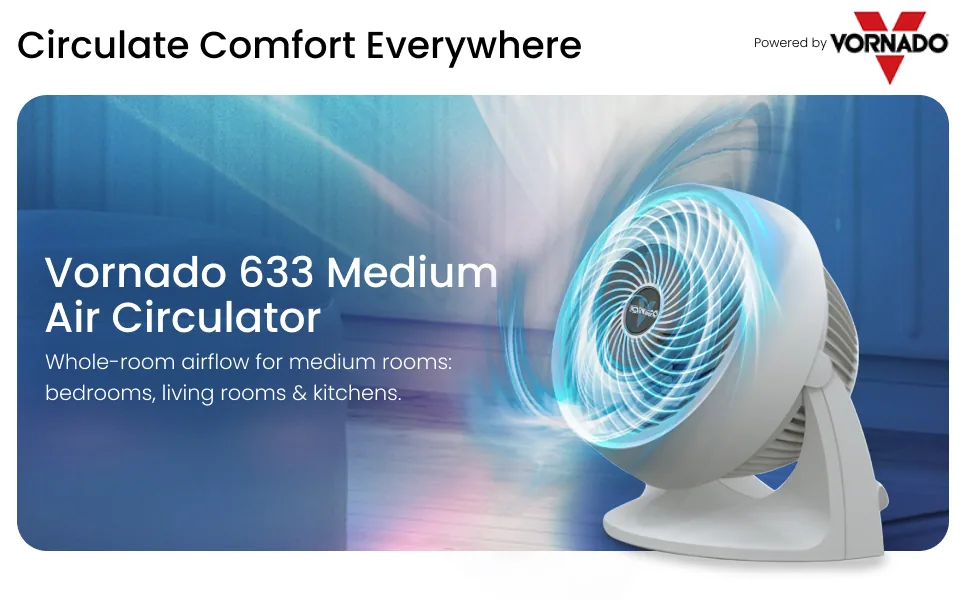 Circulate Comfort Everywhere
Powered by VORNADO
Vornado 633 Medium
Air Circulator
Whole-room airflow for medium rooms:
bedrooms, living rooms & kitchens.
VORNADO